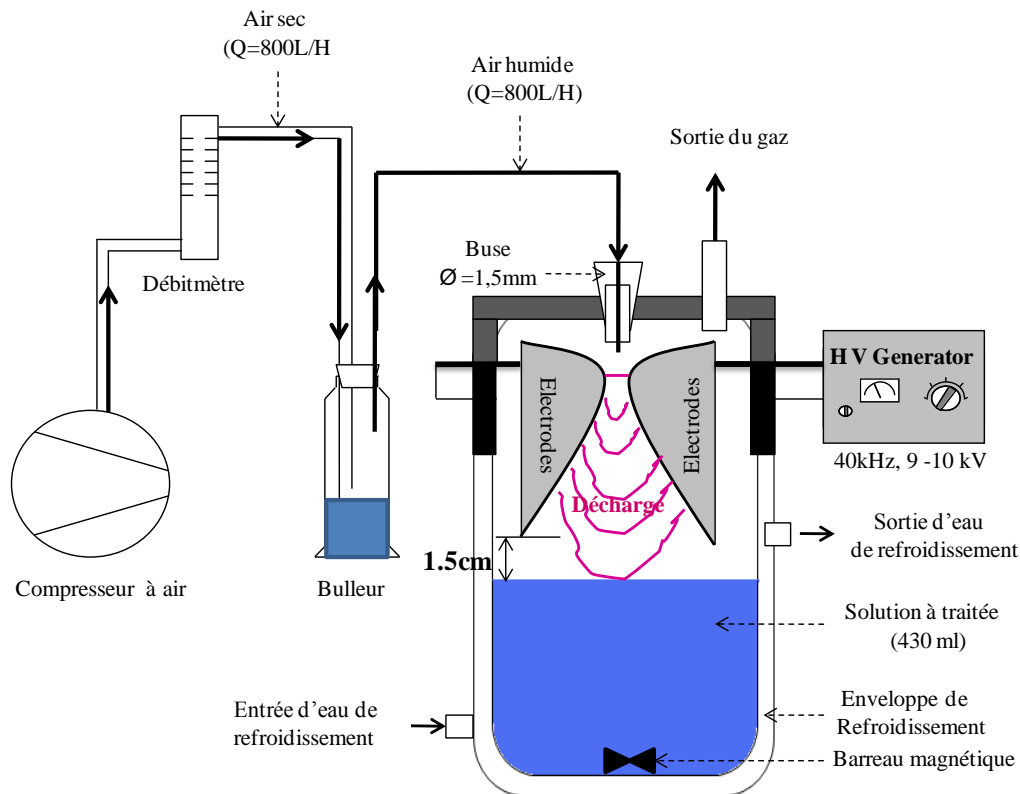 Air sec
(Q=800L/H
Air humide
(Q=800L/H)
Sortie du gaz
Buse
Ø =1,5mm
Débitmètre
HV Generator
Electrodes
Electrodes
40kHz, 9 -10 kV
Décharge
Sortie d'eau
de refroidissement
1.5cm
Compresseur à air
Bulleur
Solution à traitée
(430 ml)
Entrée d'eau de
refroidissement
Enveloppe de
Refroidissement
Barreau magnétique